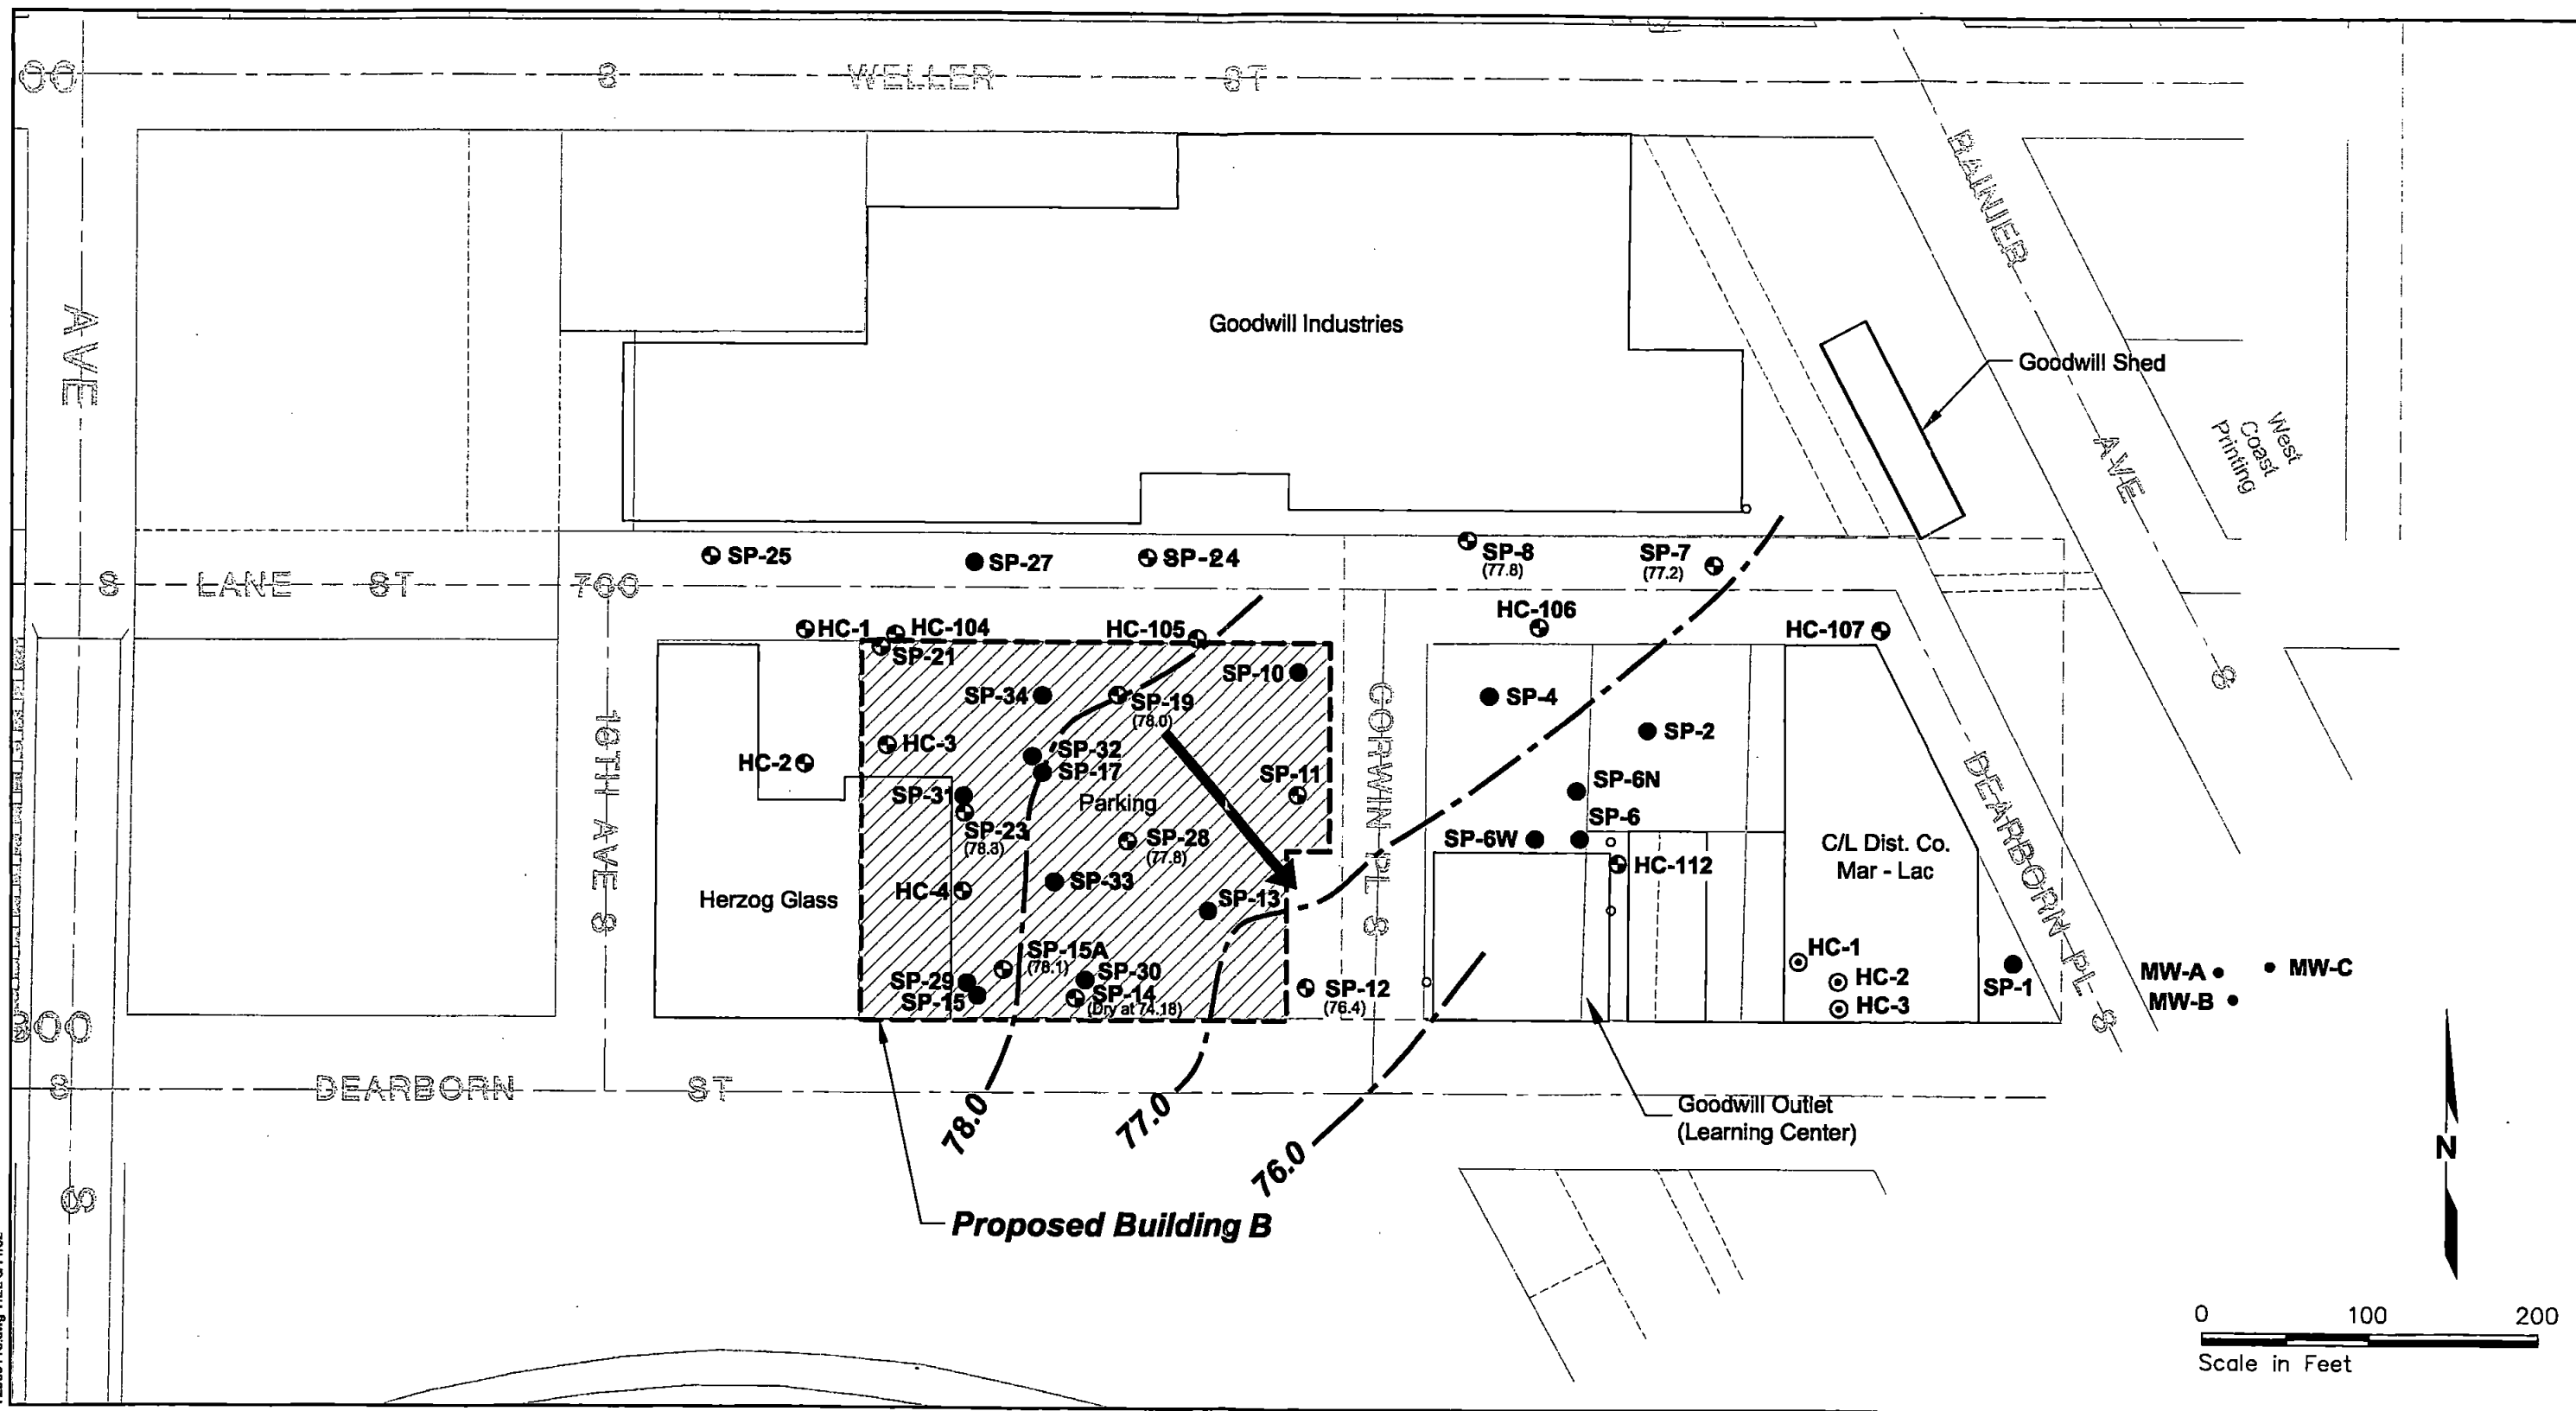 00
S WELLER ST
AVE
RAINIER
AVE
S
Goodwill Industries
Goodwill Shed
West
Coast
Printing
SP-25
SP-27
SP-24
SP-8
(77.8)
SP-7
(77.2)
S LANE ST 700
HC-1
HC-104
SP-21
HC-105
HC-106
HC-107
SP-10
SP-34
SP-19
(78.0)
SP-4
SP-2
HC-3
HC-2
SP-32
SP-17
SP-11
SP-31
Parking
SP-6N
SP-23
(78.3)
SP-28
(77.8)
SP-6
SP-6W
HC-112
C/L Dist. Co.
Mar - Lac
16TH AVE S
CORWIN PL S
DEARBORN PL S
Herzog Glass
HC-4
SP-33
SP-13
SP-15A
(78.1)
SP-29
SP-15
SP-30
SP-14
(Dry at 74.18)
SP-12
(76.4)
HC-1
HC-2
HC-3
SP-1
MW-A
MW-C
MW-B
800
S DEARBORN ST
78.0
77.0
76.0
Goodwill Outlet
(Learning Center)
N
S
Proposed Building B
0 100 200
Scale in Feet